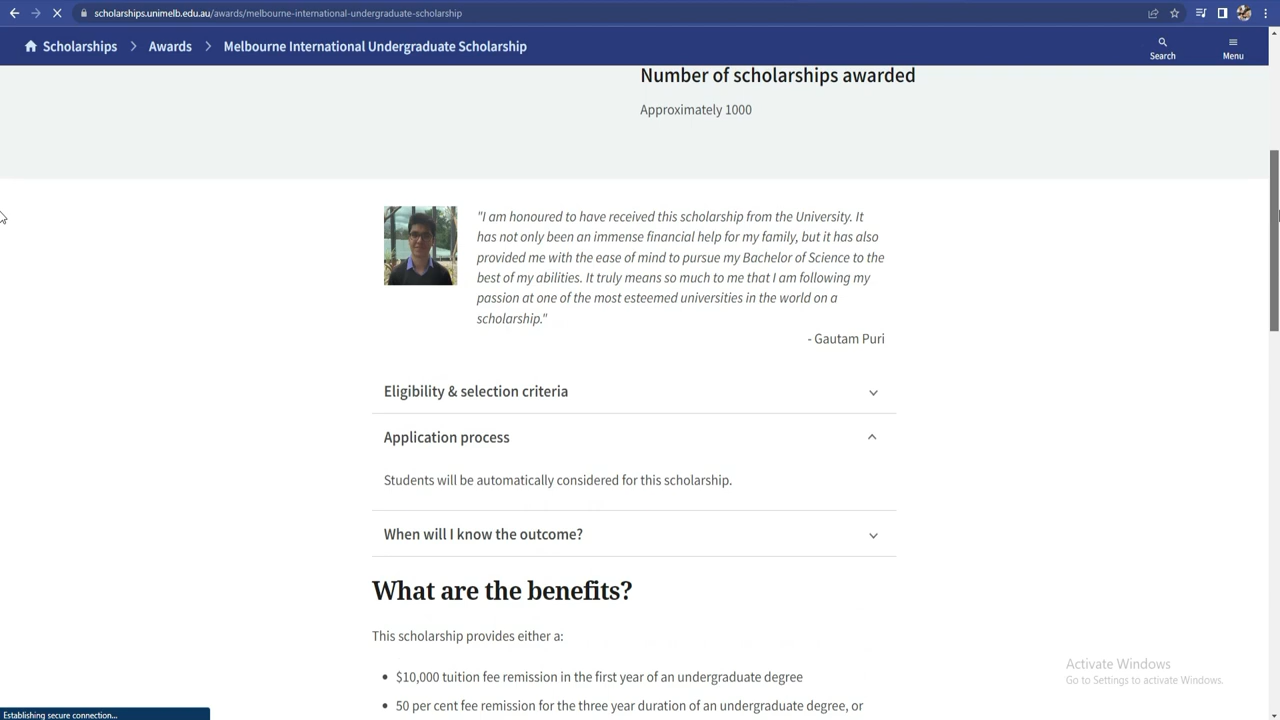 scholarships.unimelb.edu.au/awards/melbourne-international-undergraduate-scholarship
Scholarships Awards Melbourne International Undergraduate Scholarship
Search Menu
Number of scholarships awarded
Approximately 1000
"I am honoured to have received this scholarship from the University. It
has not only been an immense financial help for my family, but it has also
provided me with the ease of mind to pursue my Bachelor of Science to the
best of my abilities. It truly means so much to me that I am following my
passion at one of the most esteemed universities in the world on a
scholarship."
- Gautam Puri
Eligibility & selection criteria
Application process
Students will be automatically considered for this scholarship.
When will I know the outcome?
What are the benefits?
This scholarship provides either a:
• $10,000 tuition fee remission in the first year of an undergraduate degree
• 50 per cent fee remission for the three year duration of an undergraduate degree, or
Activate Windows
Go to Settings to activate Windows.
Establishing secure connection...